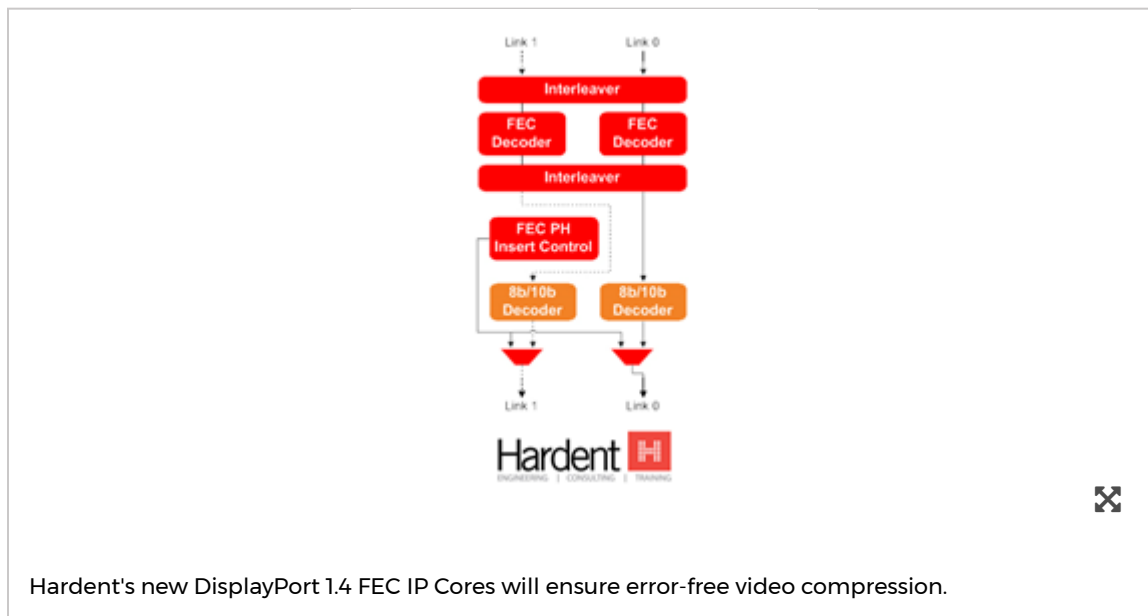 Link 1
Link 0
Interleaver
FEC
Decoder
FEC
Decoder
Interleaver
FEC PH
Insert Control
8b/10b
Decoder
8b/10b
Decoder
Link 1
Link 0
Hardent H
ENGINEERING | CONSULTING | TRAINING
Hardent's new DisplayPort 1.4 FEC IP Cores will ensure error-free video compression.